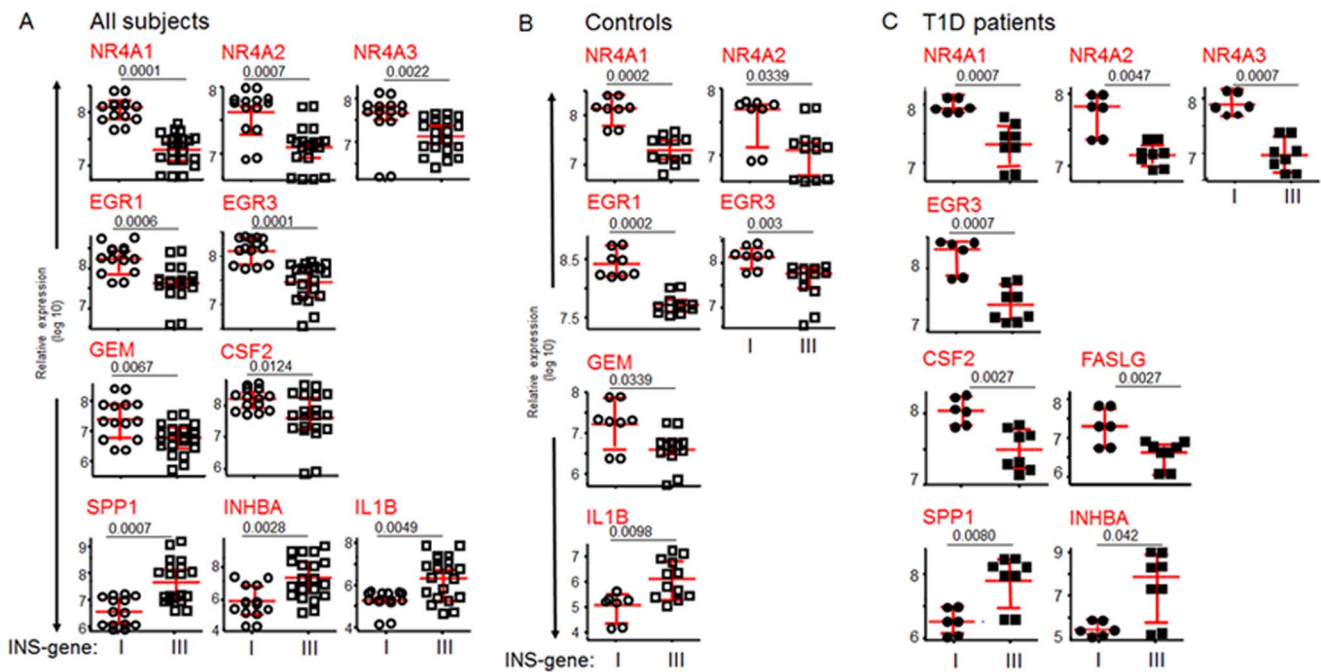 A All subjects
NR4A1 NR4A2 NR4A3
0.0001 0.0007 0.0022
8 8 8
7 7 7
EGR1 EGR3
0.0006 0.0001
8 8
7 7
Relative expression
(log 10)
GEM CSF2
0.0067 0.0124
8 8
7 7
6 6
SPP1 INHBA IL1B
0.0007 0.0028 0.0049
9 8 8
8 6 6
7 4 4
6
INS-gene: I III I III I III
B Controls
NR4A1 NR4A2
0.0002 0.0339
8 8
7 7
EGR1 EGR3
0.0002 0.003
8.5 8
7.5 7
I III
Relative expression
(log 10)
GEM
0.0339
8
7
6
IL1B
0.0098
7
6
5
4
INS-gene: I III
C T1D patients
NR4A1 NR4A2 NR4A3
0.0007 0.0047 0.0007
8 8 8
7 7 7
I III
EGR3
0.0007
8
7
CSF2 FASLG
0.0027 0.0027
8 8
7 7
6
SPP1 INHBA
0.0080 0.042
8 9
6 7
5
I III I III